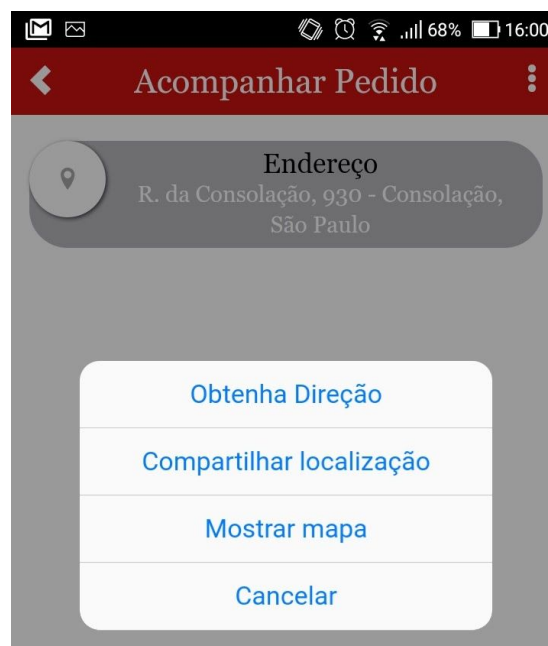 68% 16:00
Acompanhar Pedido
Endereço
R. da Consolação, 930 - Consolação,
São Paulo
Obtenha Direção
Compartilhar localização
Mostrar mapa
Cancelar